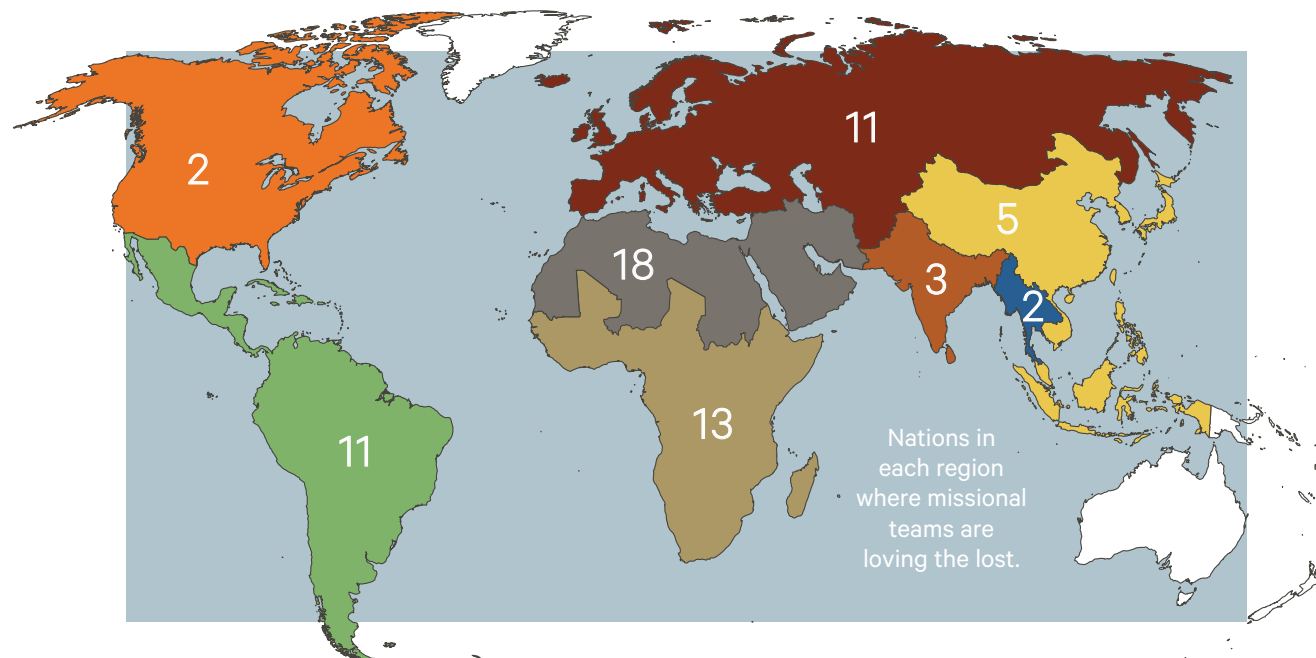 11
2
5
18
3
2
13
11
Nations in
each region
where missional
teams are
loving the lost.